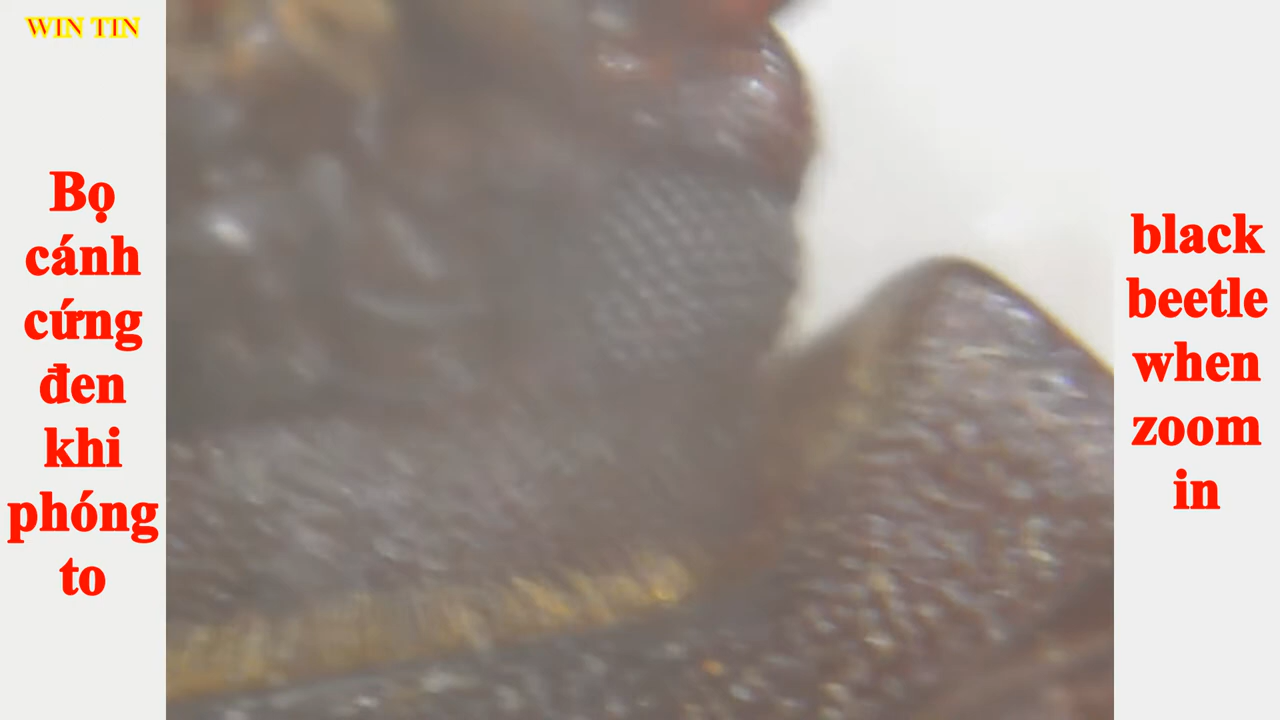 WIN TIN
Bọ
cánh
cứng
đen
khi
phóng
to
black
beetle
when
zoom
in